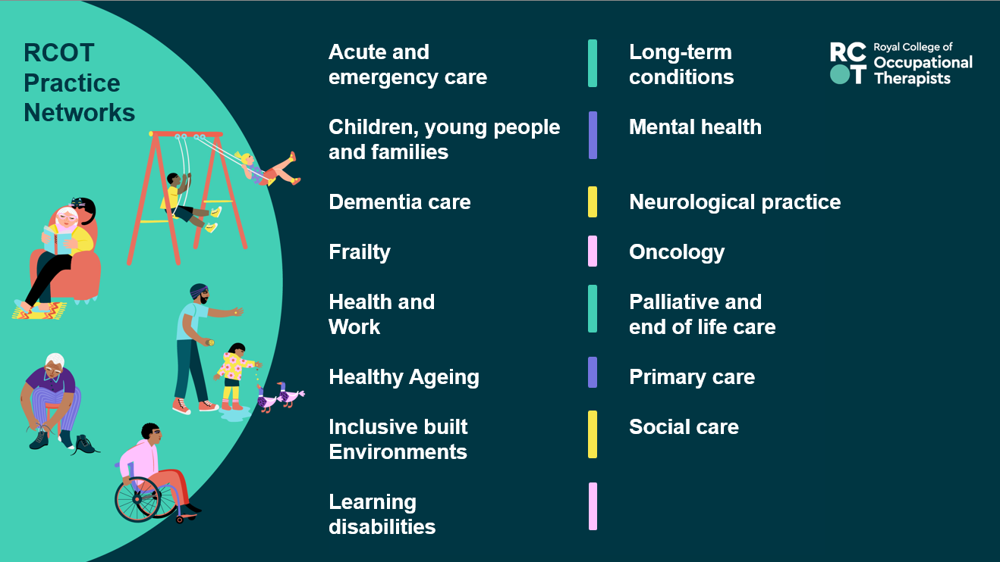 RCOT
Practice
Networks
Acute and
emergency care
Children, young people
and families
Dementia care
Frailty
Health and
Work
Healthy Ageing
Inclusive built
Environments
Learning
disabilities
Long-term
conditions
Mental health
Neurological practice
Oncology
Palliative and
end of life care
Primary care
Social care
RC
OT
Royal College of
Occupational
Therapists